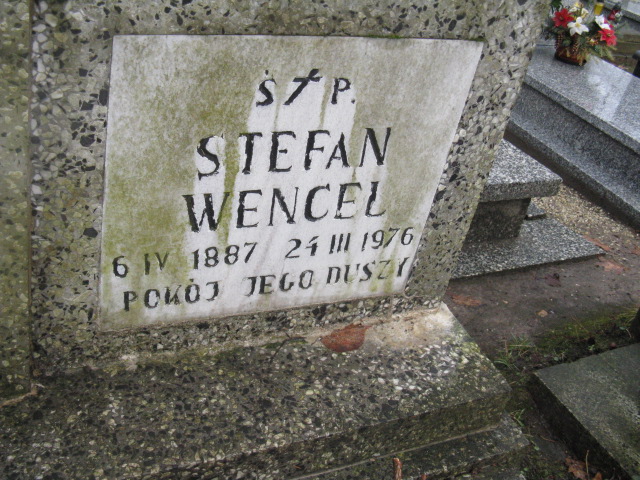 Ś † P.
STEFAN
WENCEL
6 IV 1887 24 III 1976
POKÓJ JEGO DUSZY